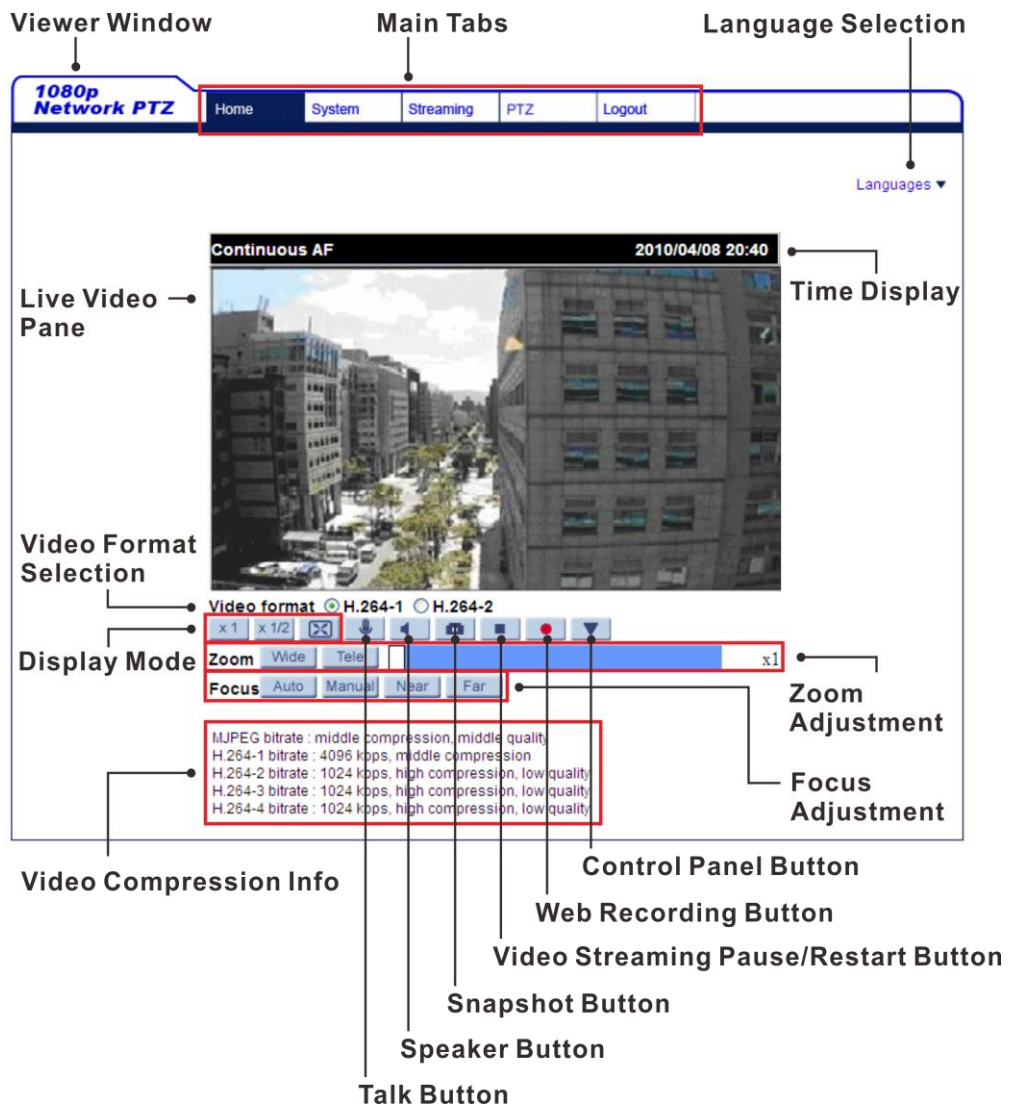 Viewer Window
Main Tabs
Language Selection
1080p
Network PTZ
Home
System
Streaming
PTZ
Logout
Languages
Continuous AF
2010/04/08 20:40
Time Display
Live Video
Pane
Video Format
Selection
Video format H.264-1 H.264-2
x 1
x 1/2
Display Mode
Zoom Wide Tele x1
Focus Auto Manual Near Far
Zoom
Adjustment
MJPEG bitrate : middle compression, middle quality
H.264-1 bitrate : 4096 kbps, middle compression
H.264-2 bitrate : 1024 kbps, high compression, low quality
H.264-3 bitrate : 1024 kbps, high compression, low quality
H.264-4 bitrate : 1024 kbps, high compression, low quality
Focus
Adjustment
Video Compression Info
Control Panel Button
Web Recording Button
Video Streaming Pause/Restart Button
Snapshot Button
Speaker Button
Talk Button